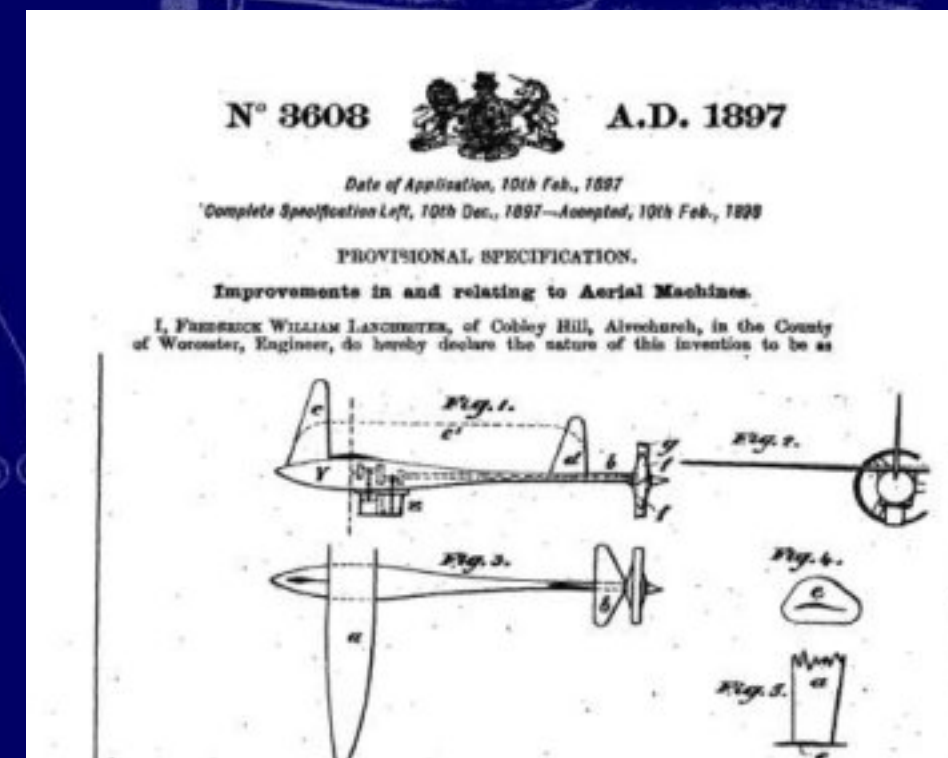 Nº 3608 A.D. 1897
Date of Application, 10th Feb., 1897
Complete Specification Left, 10th Dec., 1897—Accepted, 10th Feb., 1898
PROVISIONAL SPECIFICATION.
Improvements in and relating to Aerial Machines.
I, FREDERICK WILLIAM LANCHESTER, of Cobley Hill, Alvechurch, in the County
of Worcester, Engineer, do hereby declare the nature of this invention to be as
Fig. 1.
c
c¹
d
b
g
f
f
Fig. 2.
Fig. 3.
a
b
Fig. 4.
e
Fig. 5.
a